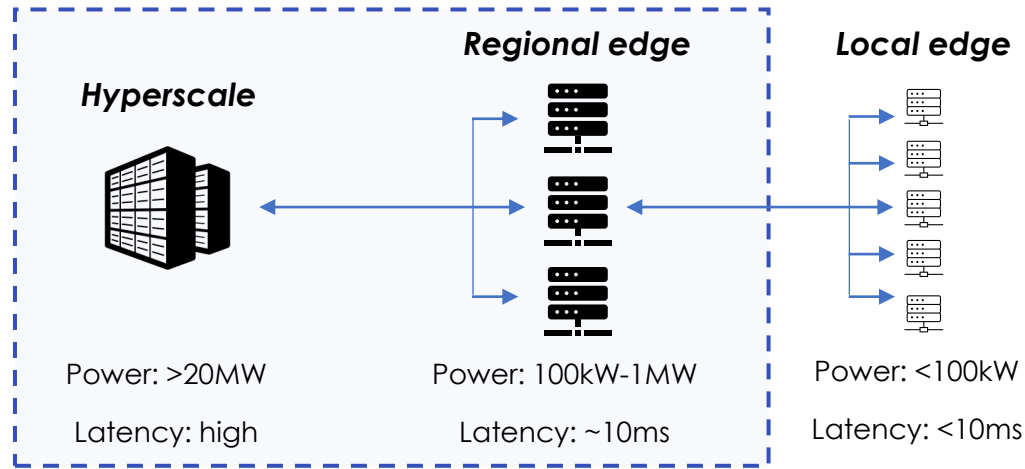 Hyperscale
Regional edge
Local edge
Power: >20MW
Latency: high
Power: 100kW-1MW
Latency: ~10ms
Power: <100kW
Latency: <10ms